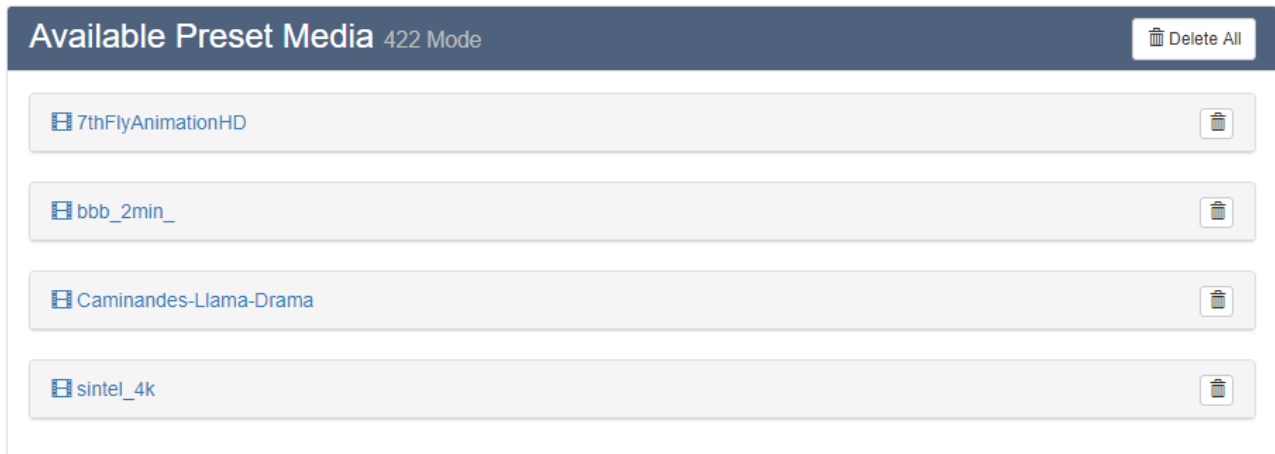 Available Preset Media 422 Mode
Delete All
7thFlyAnimationHD
bbb_2min_
Caminandes-Llama-Drama
sintel_4k